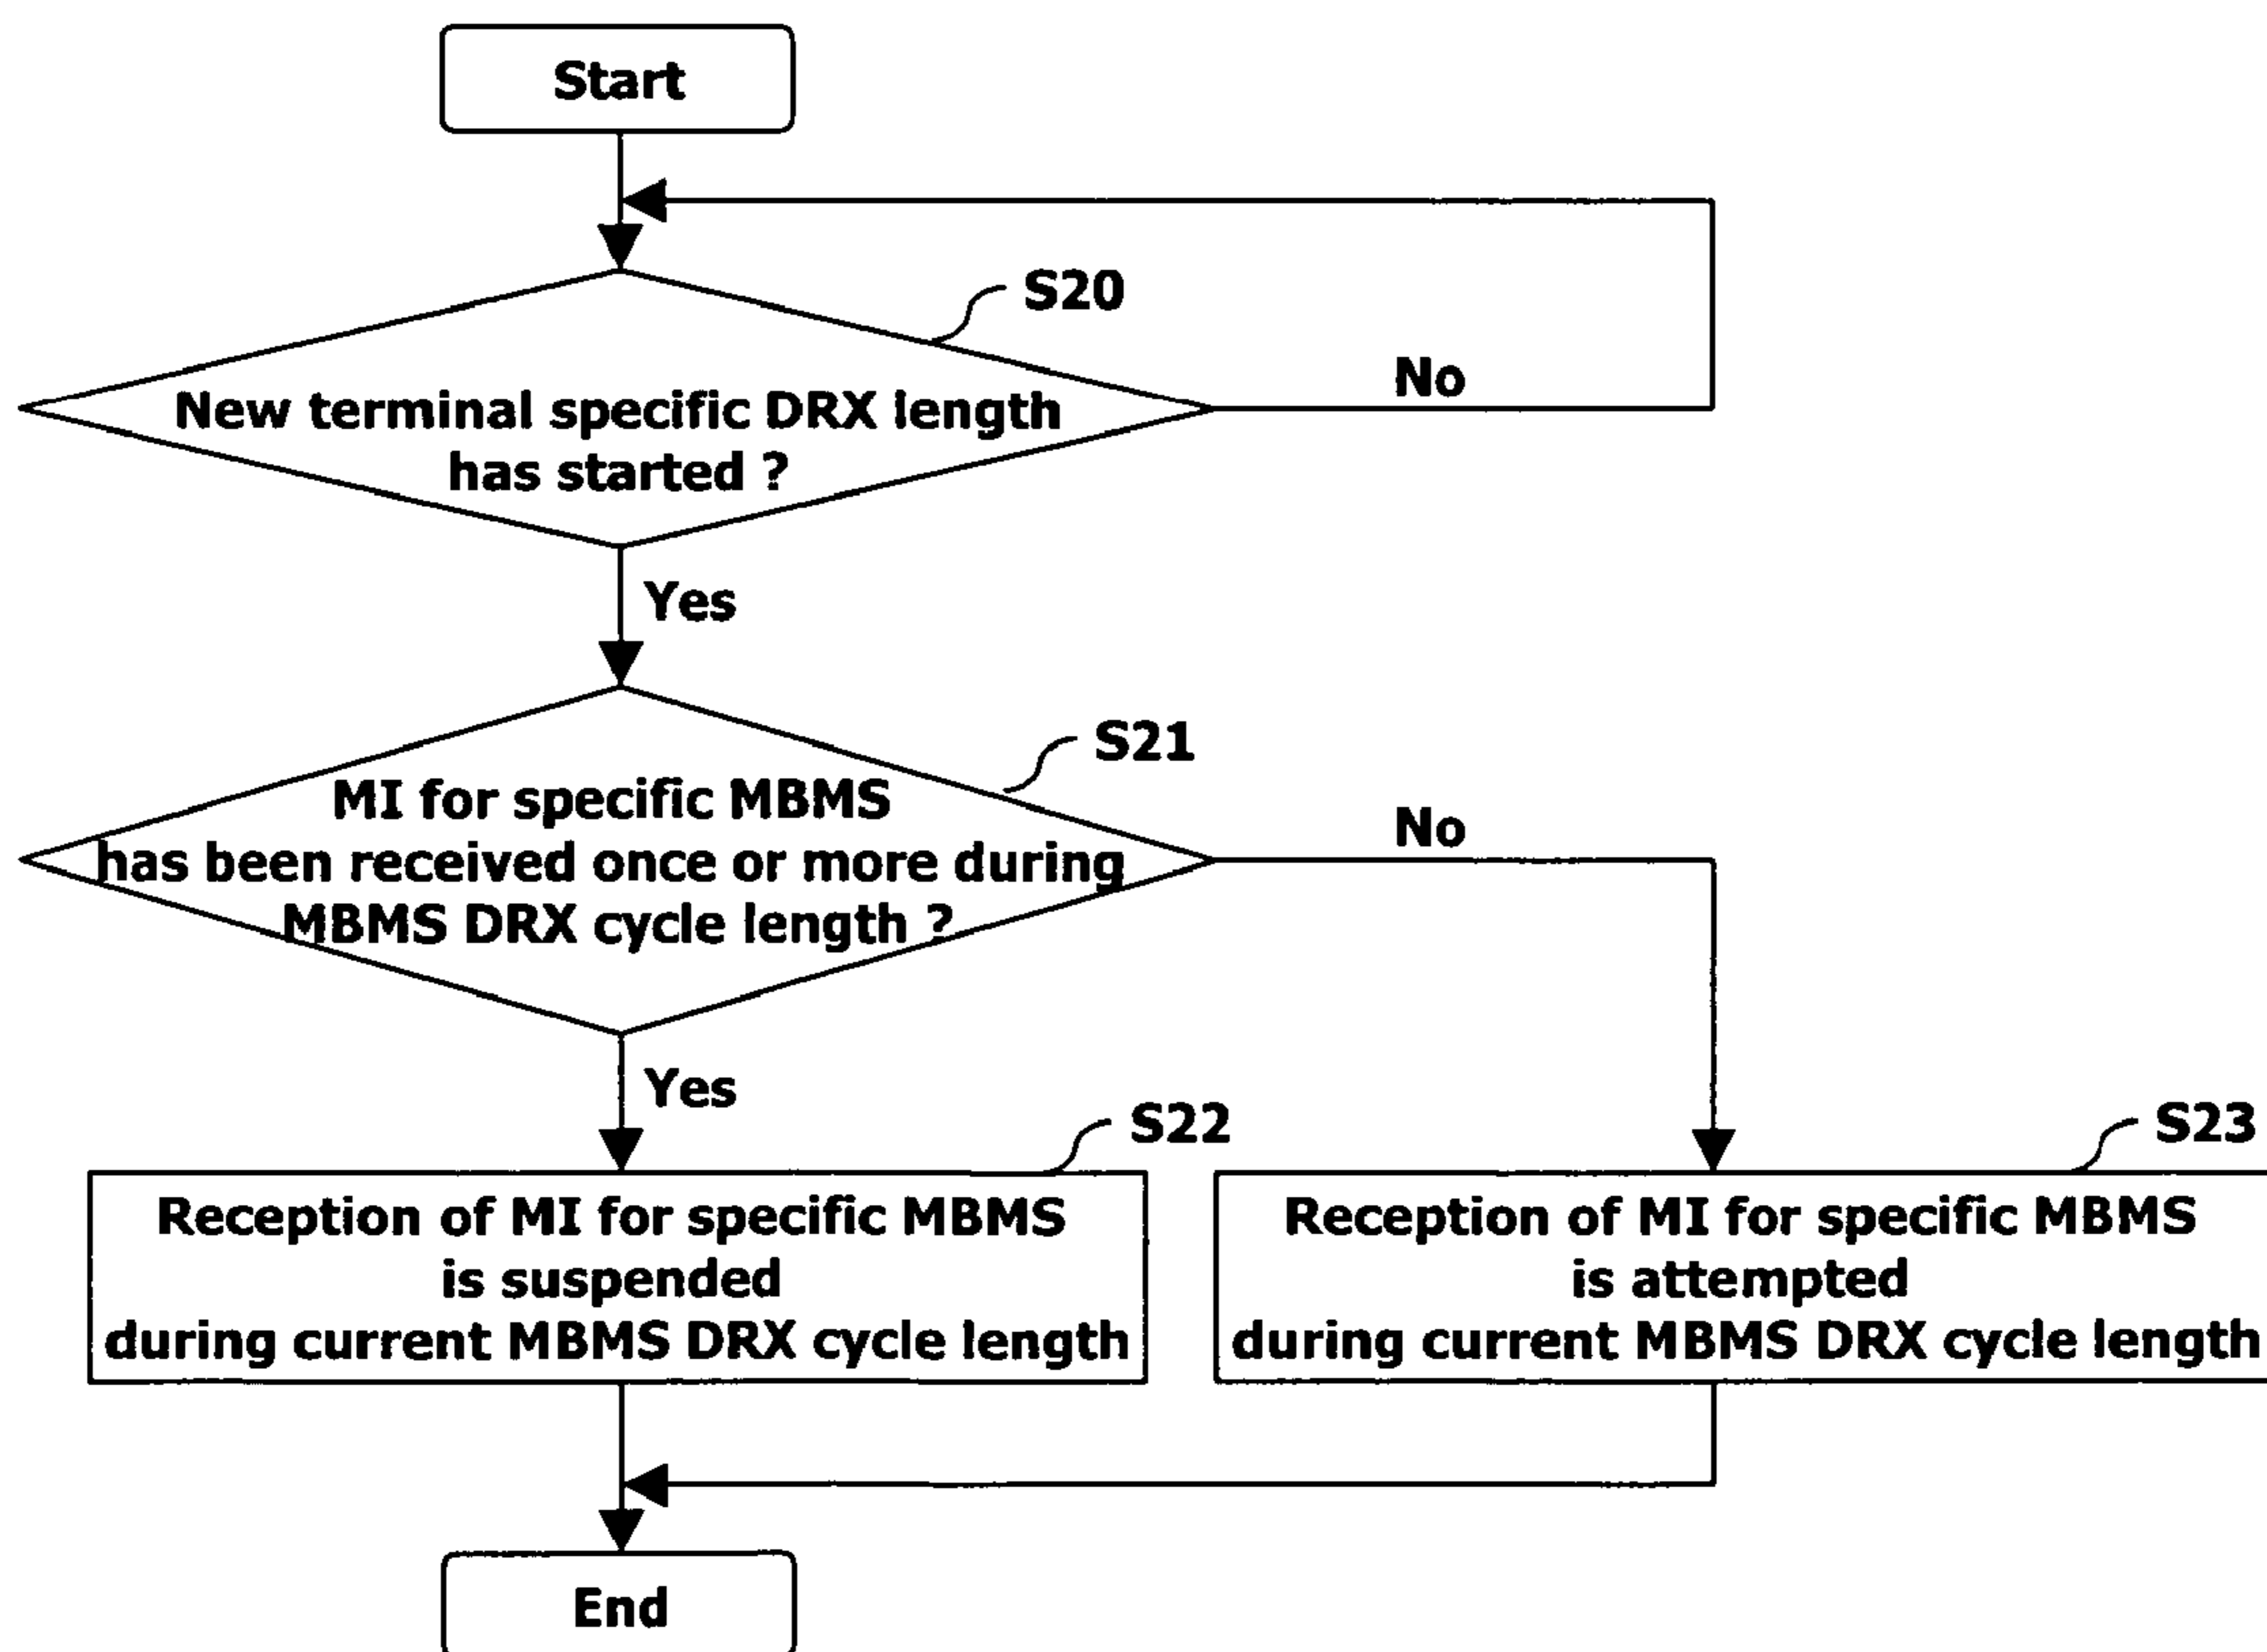 Start
S20
New terminal specific DRX length
has started ?
No
Yes
S21
MI for specific MBMS
has been received once or more during
MBMS DRX cycle length ?
No
Yes
S22
Reception of MI for specific MBMS
is suspended
during current MBMS DRX cycle length
S23
Reception of MI for specific MBMS
is attempted
during current MBMS DRX cycle length
End